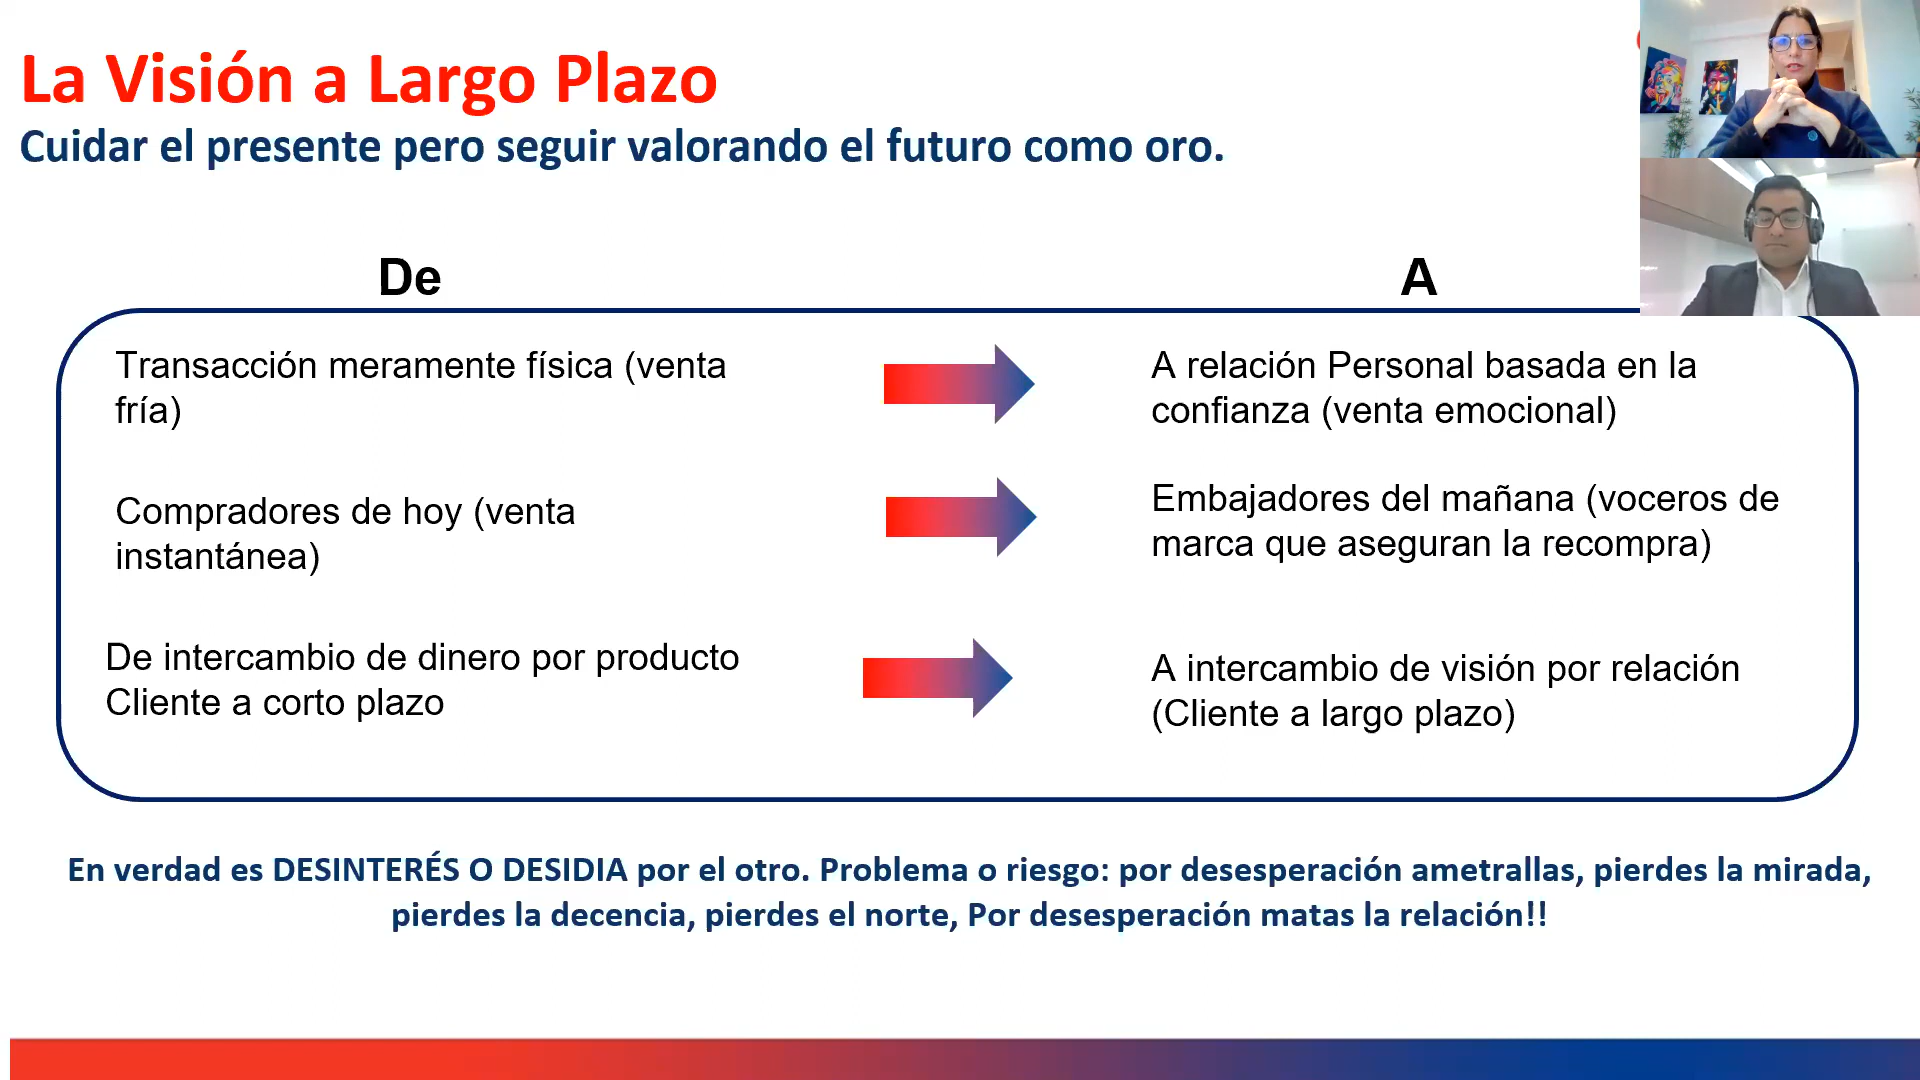 La Visión a Largo Plazo
Cuidar el presente pero seguir valorando el futuro como oro.
De
A
Transacción meramente física (venta
fría)
A relación Personal basada en la
confianza (venta emocional)
Compradores de hoy (venta
instantánea)
Embajadores del mañana (voceros de
marca que aseguran la recompra)
De intercambio de dinero por producto
Cliente a corto plazo
A intercambio de visión por relación
(Cliente a largo plazo)
En verdad es DESINTERÉS O DESIDIA por el otro. Problema o riesgo: por desesperación ametrallas, pierdes la mirada,
pierdes la decencia, pierdes el norte, Por desesperación matas la relación!!